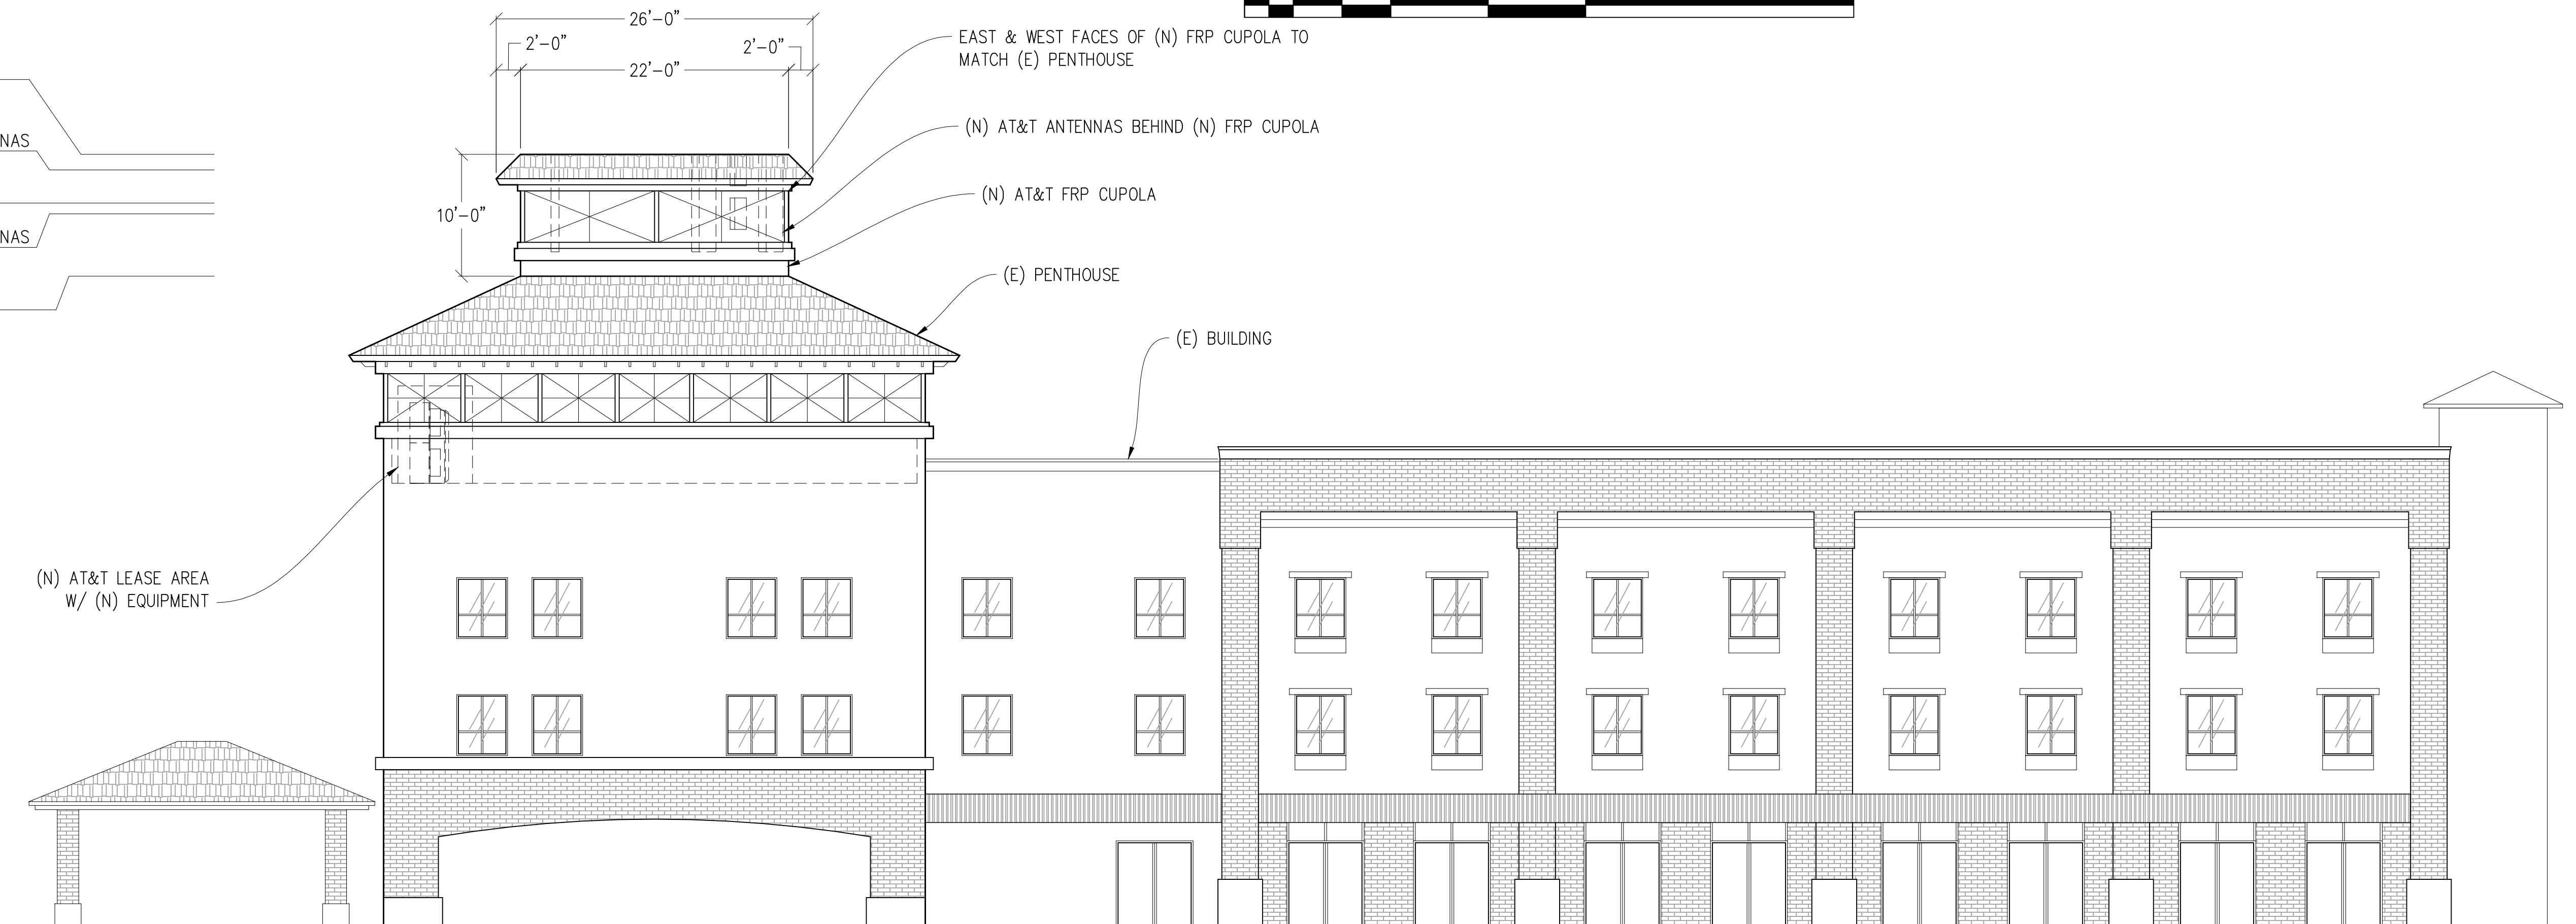 26'-0"
2'-0"
2'-0"
22'-0"
EAST & WEST FACES OF (N) FRP CUPOLA TO
MATCH (E) PENTHOUSE
(N) AT&T ANTENNAS BEHIND (N) FRP CUPOLA
NAS
(N) AT&T FRP CUPOLA
10'-0"
NAS
(E) PENTHOUSE
(E) BUILDING
(N) AT&T LEASE AREA
W/ (N) EQUIPMENT